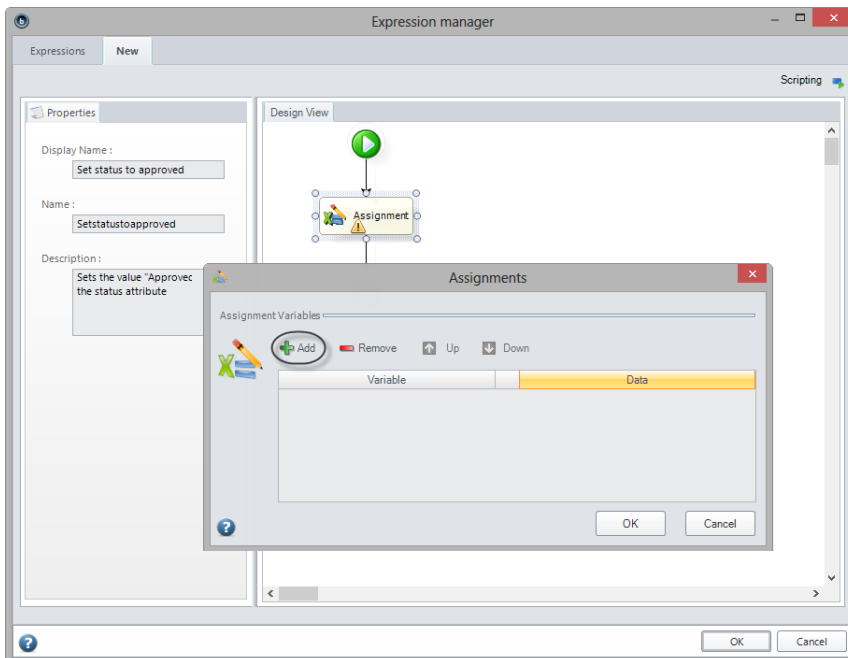 Expression manager
Expressions
New
Scripting
Properties
Display Name :
Set status to approved
Name :
Setstatustoapproved
Description :
Sets the value "Approved
the status attribute
Design View
Assignment
Assignments
Assignment Variables
Add
Remove
Up
Down
Variable
Data
OK
Cancel
OK
Cancel